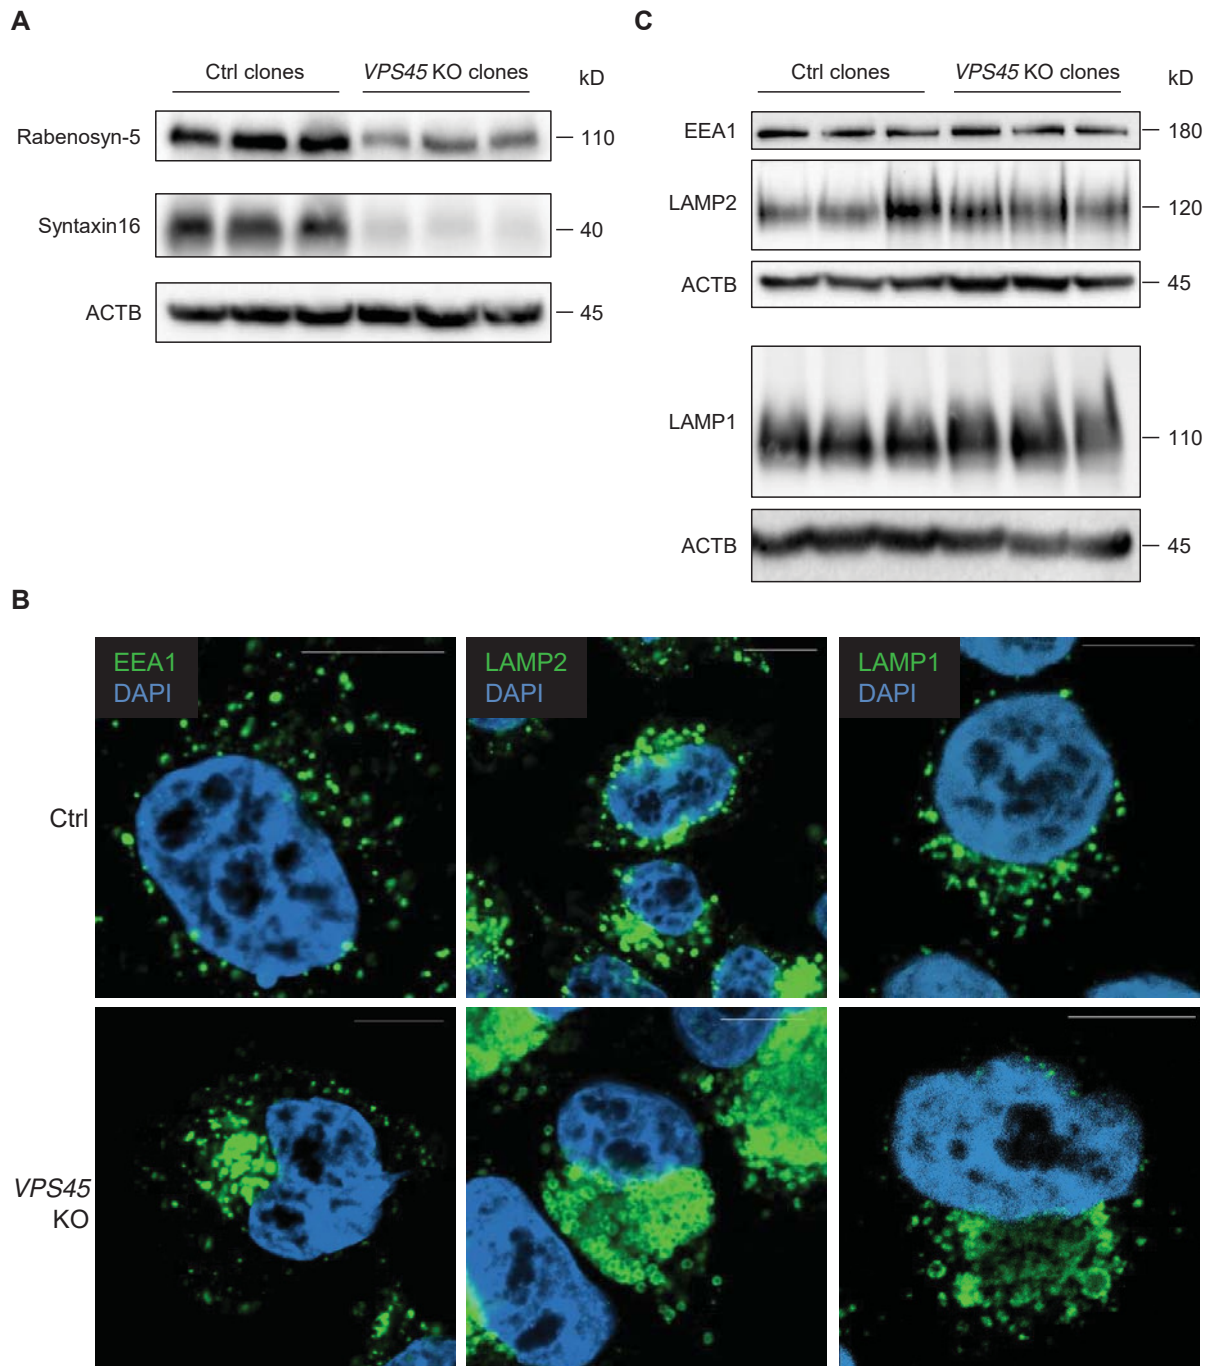 A
Ctrl clones VPS45 KO clones kD
Rabenosyn-5 110
Syntaxin16 40
ACTB 45
C
Ctrl clones VPS45 KO clones kD
EEA1 180
LAMP2 120
ACTB 45
LAMP1 110
ACTB 45
B
EEA1
DAPI
LAMP2
DAPI
LAMP1
DAPI
Ctrl
VPS45
KO